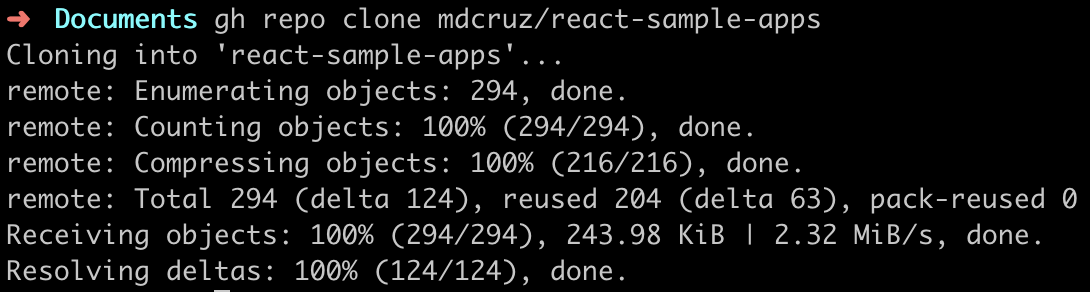 ➜ Documents gh repo clone mdcruz/react-sample-apps
Cloning into 'react-sample-apps'...
remote: Enumerating objects: 294, done.
remote: Counting objects: 100% (294/294), done.
remote: Compressing objects: 100% (216/216), done.
remote: Total 294 (delta 124), reused 204 (delta 63), pack-reused 0
Receiving objects: 100% (294/294), 243.98 KiB | 2.32 MiB/s, done.
Resolving deltas: 100% (124/124), done.